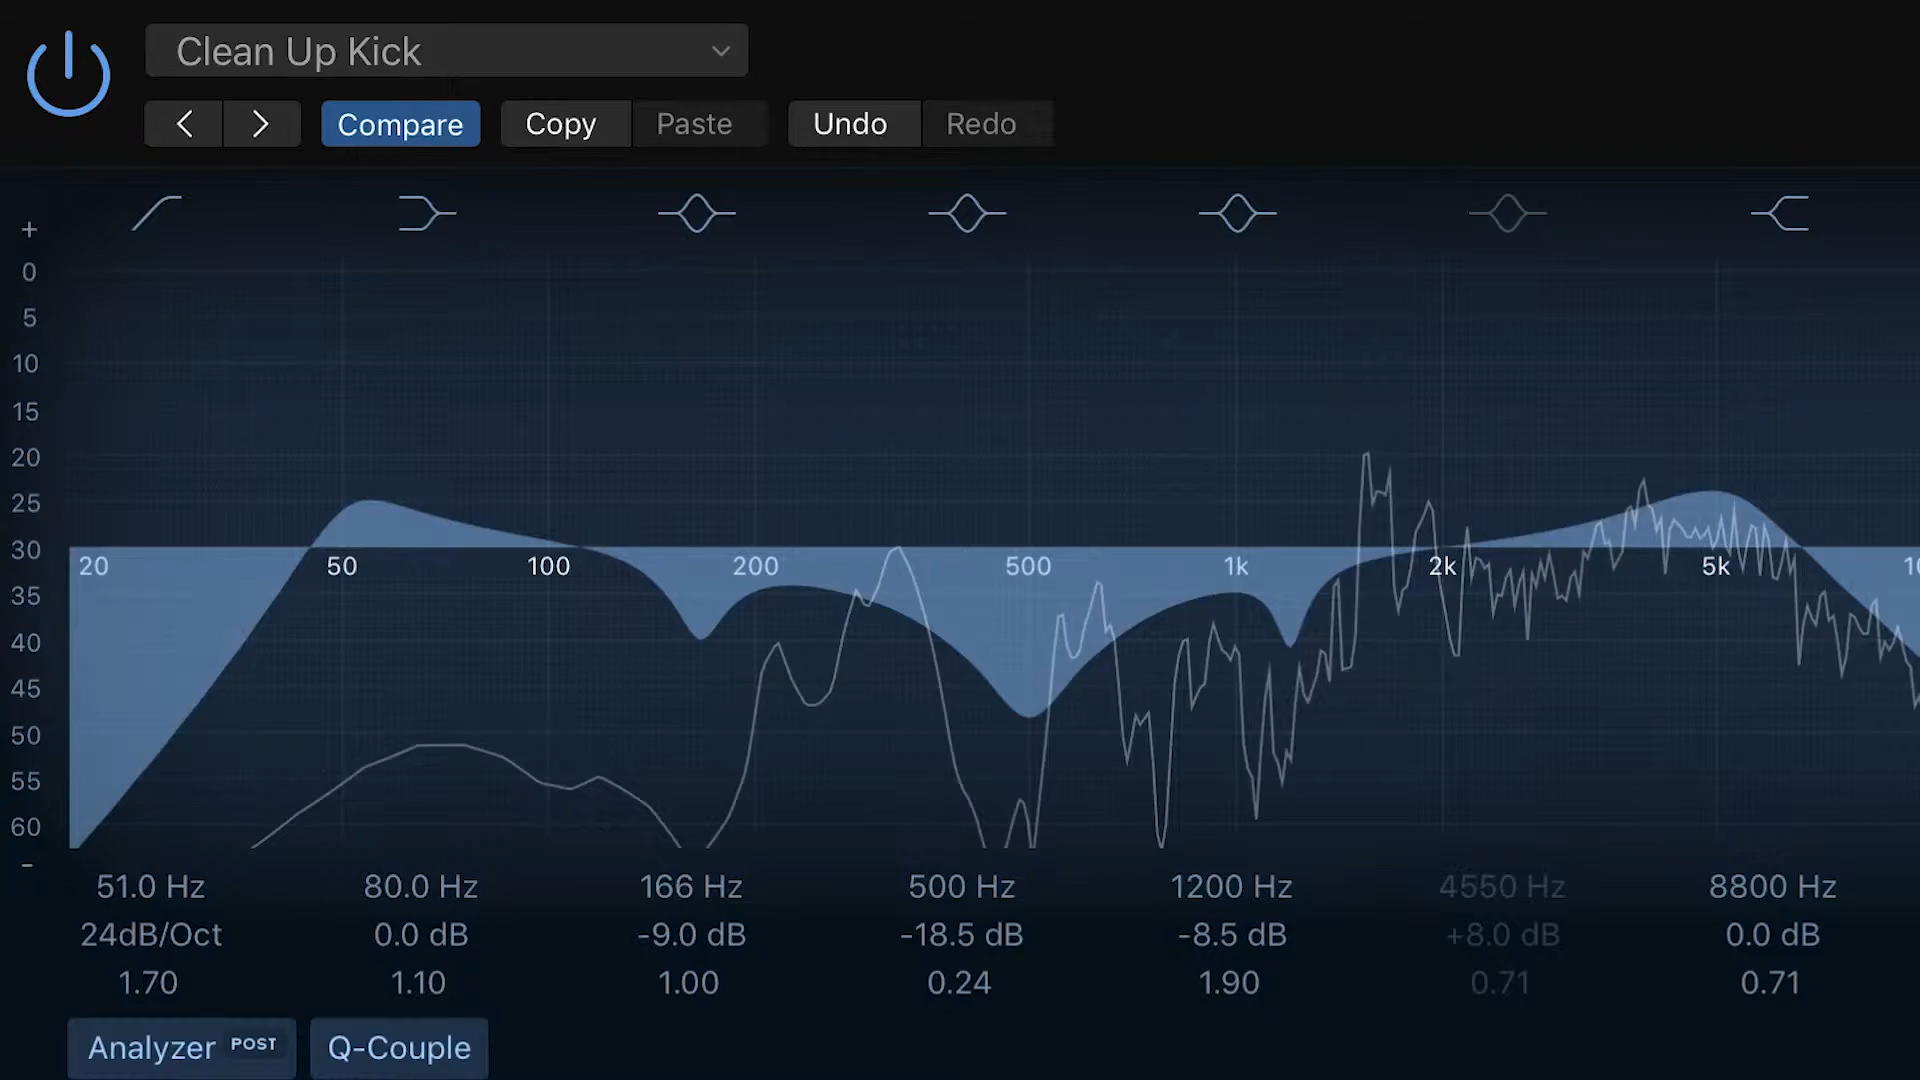 Clean Up Kick
Compare Copy Paste Undo Redo
+
0
5
10
15
20
25
30
35
40
45
50
55
60
-
20 50 100 200 500 1k 2k 5k
51.0 Hz 80.0 Hz 166 Hz 500 Hz 1200 Hz 4550 Hz 8800 Hz
24dB/Oct 0.0 dB -9.0 dB -18.5 dB -8.5 dB +8.0 dB 0.0 dB
1.70 1.10 1.00 0.24 1.90 0.71 0.71
Analyzer POST Q-Couple